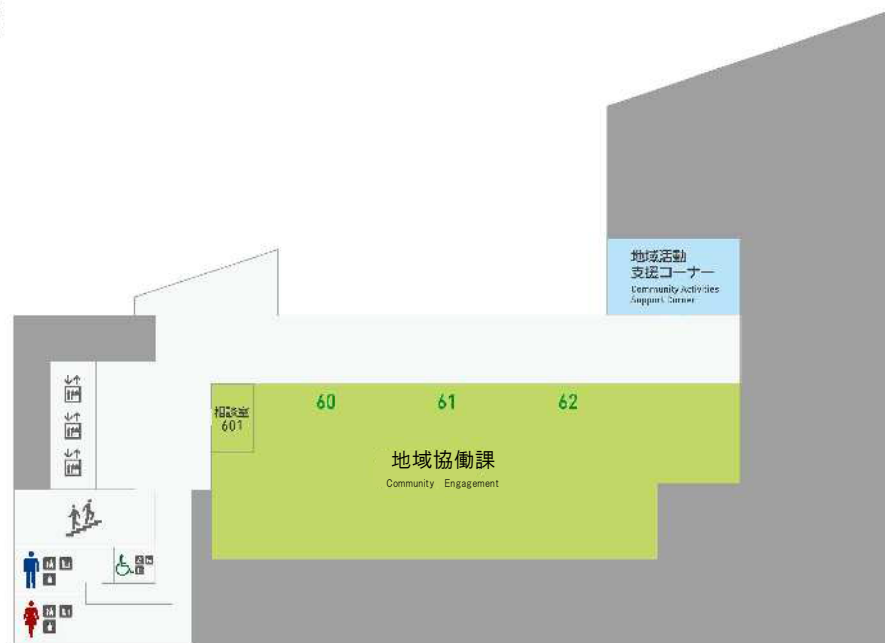 地域活動
支援コーナー
Community Activities
Support Corner
60
61
62
相談室
601
地域協働課
Community Engagement